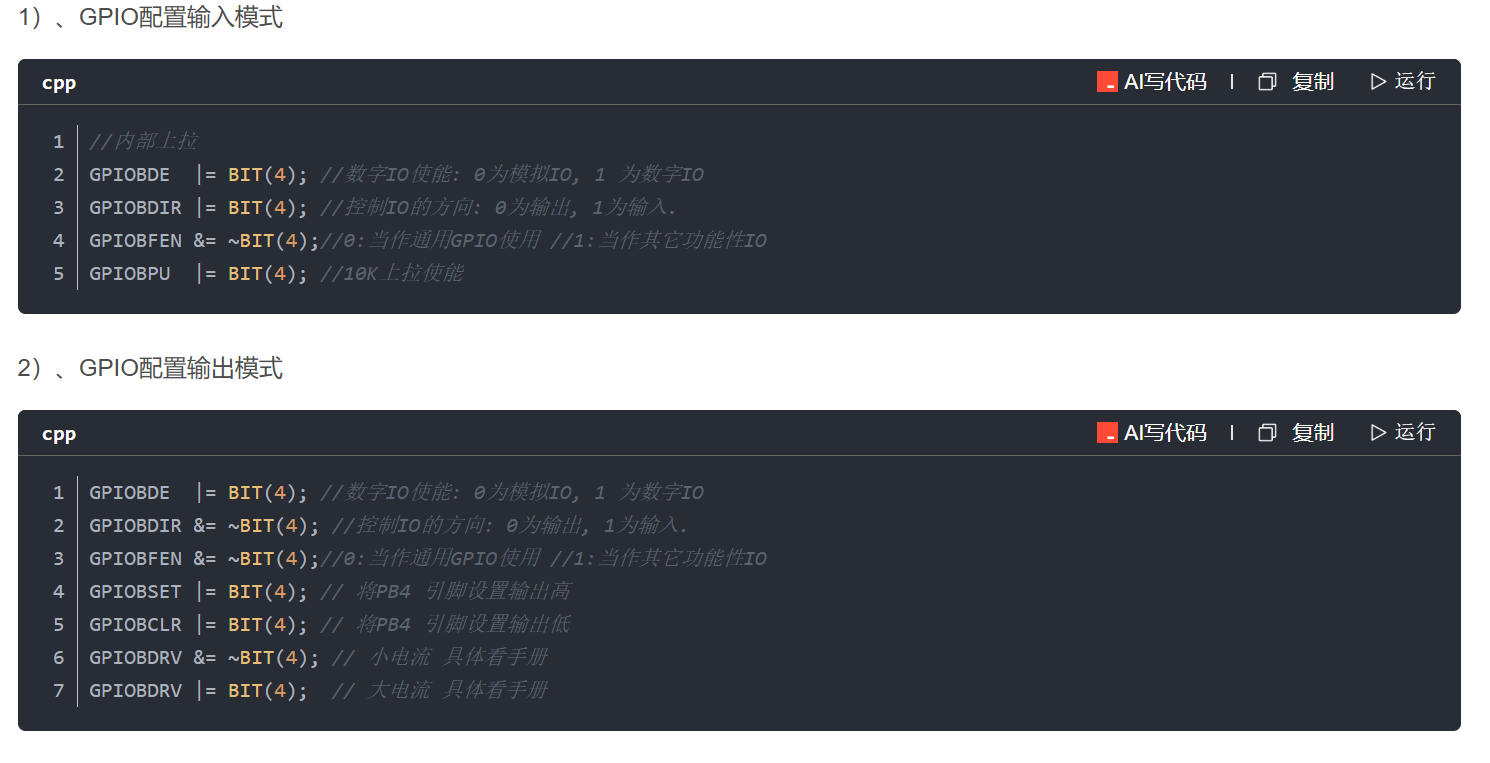 1）、GPIO配置输入模式
cpp AI写代码 复制 运行
1 //内部上拉
2 GPIOBDE  |= BIT(4); //数字IO使能: 0为模拟IO, 1 为数字IO
3 GPIOBDIR |= BIT(4); //控制IO的方向: 0为输出, 1为输入.
4 GPIOBFEN &= ~BIT(4);//0:当作通用GPIO使用 //1:当作其它功能性IO
5 GPIOBPU  |= BIT(4); //10K上拉使能
2）、GPIO配置输出模式
cpp AI写代码 复制 运行
1 GPIOBDE  |= BIT(4); //数字IO使能: 0为模拟IO, 1 为数字IO
2 GPIOBDIR &= ~BIT(4); //控制IO的方向: 0为输出, 1为输入.
3 GPIOBFEN &= ~BIT(4);//0:当作通用GPIO使用 //1:当作其它功能性IO
4 GPIOBSET |= BIT(4); // 将PB4 引脚设置输出高
5 GPIOBCLR |= BIT(4); // 将PB4 引脚设置输出低
6 GPIOBDRV &= ~BIT(4); // 小电流 具体看手册
7 GPIOBDRV |= BIT(4);  // 大电流 具体看手册